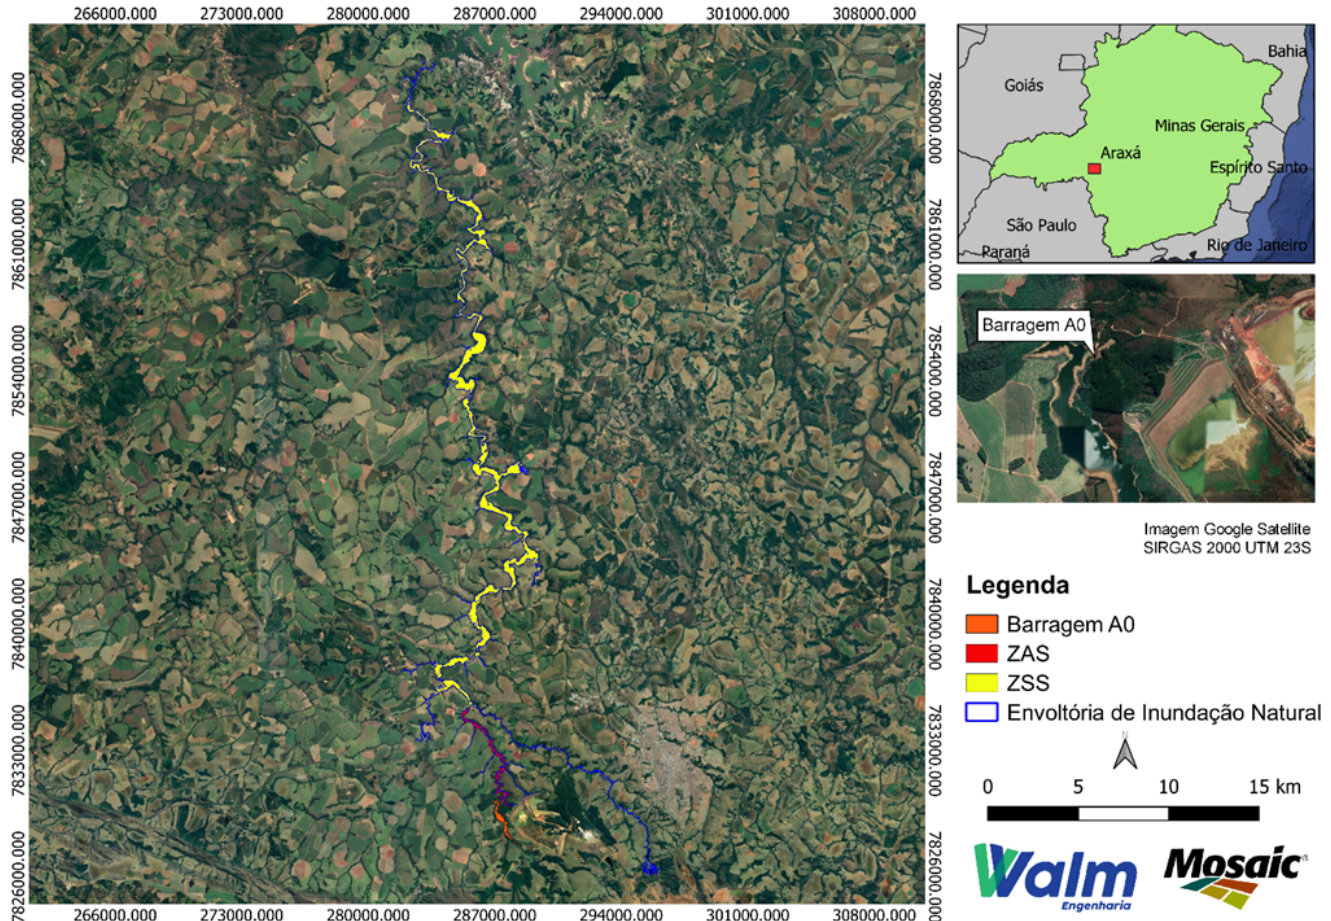 266000.000 273000.000 280000.000 287000.000 294000.000 301000.000 308000.000
7868000.000
7861000.000
7854000.000
7847000.000
7840000.000
7833000.000
7826000.000
7868000.000
7861000.000
7854000.000
7847000.000
7840000.000
7833000.000
7826000.000
266000.000 273000.000 280000.000 287000.000 294000.000 301000.000 308000.000
Bahia
Goiás
Minas Gerais
Araxá
Espírito Santo
São Paulo
Rio de Janeiro
Paraná
Barragem A0
Imagem Google Satellite
SIRGAS 2000 UTM 23S
Legenda
Barragem A0
ZAS
ZSS
Envoltória de Inundação Natural
N
0 5 10 15 km
Walm
Engenharia
Mosaic